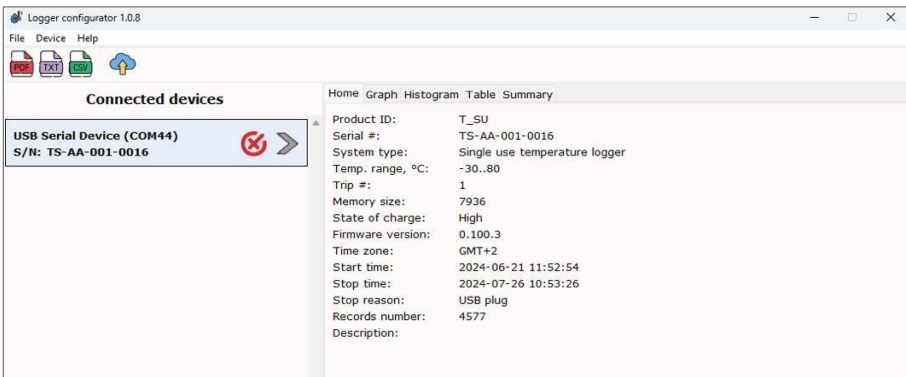 Logger configurator 1.0.8
File Device Help
PDF TXT CSV
Connected devices
USB Serial Device (COM44)
S/N: TS-AA-001-0016
Home Graph Histogram Table Summary
Product ID: T_SU
Serial #: TS-AA-001-0016
System type: Single use temperature logger
Temp. range, °C: -30..80
Trip #: 1
Memory size: 7936
State of charge: High
Firmware version: 0.100.3
Time zone: GMT+2
Start time: 2024-06-21 11:52:54
Stop time: 2024-07-26 10:53:26
Stop reason: USB plug
Records number: 4577
Description: